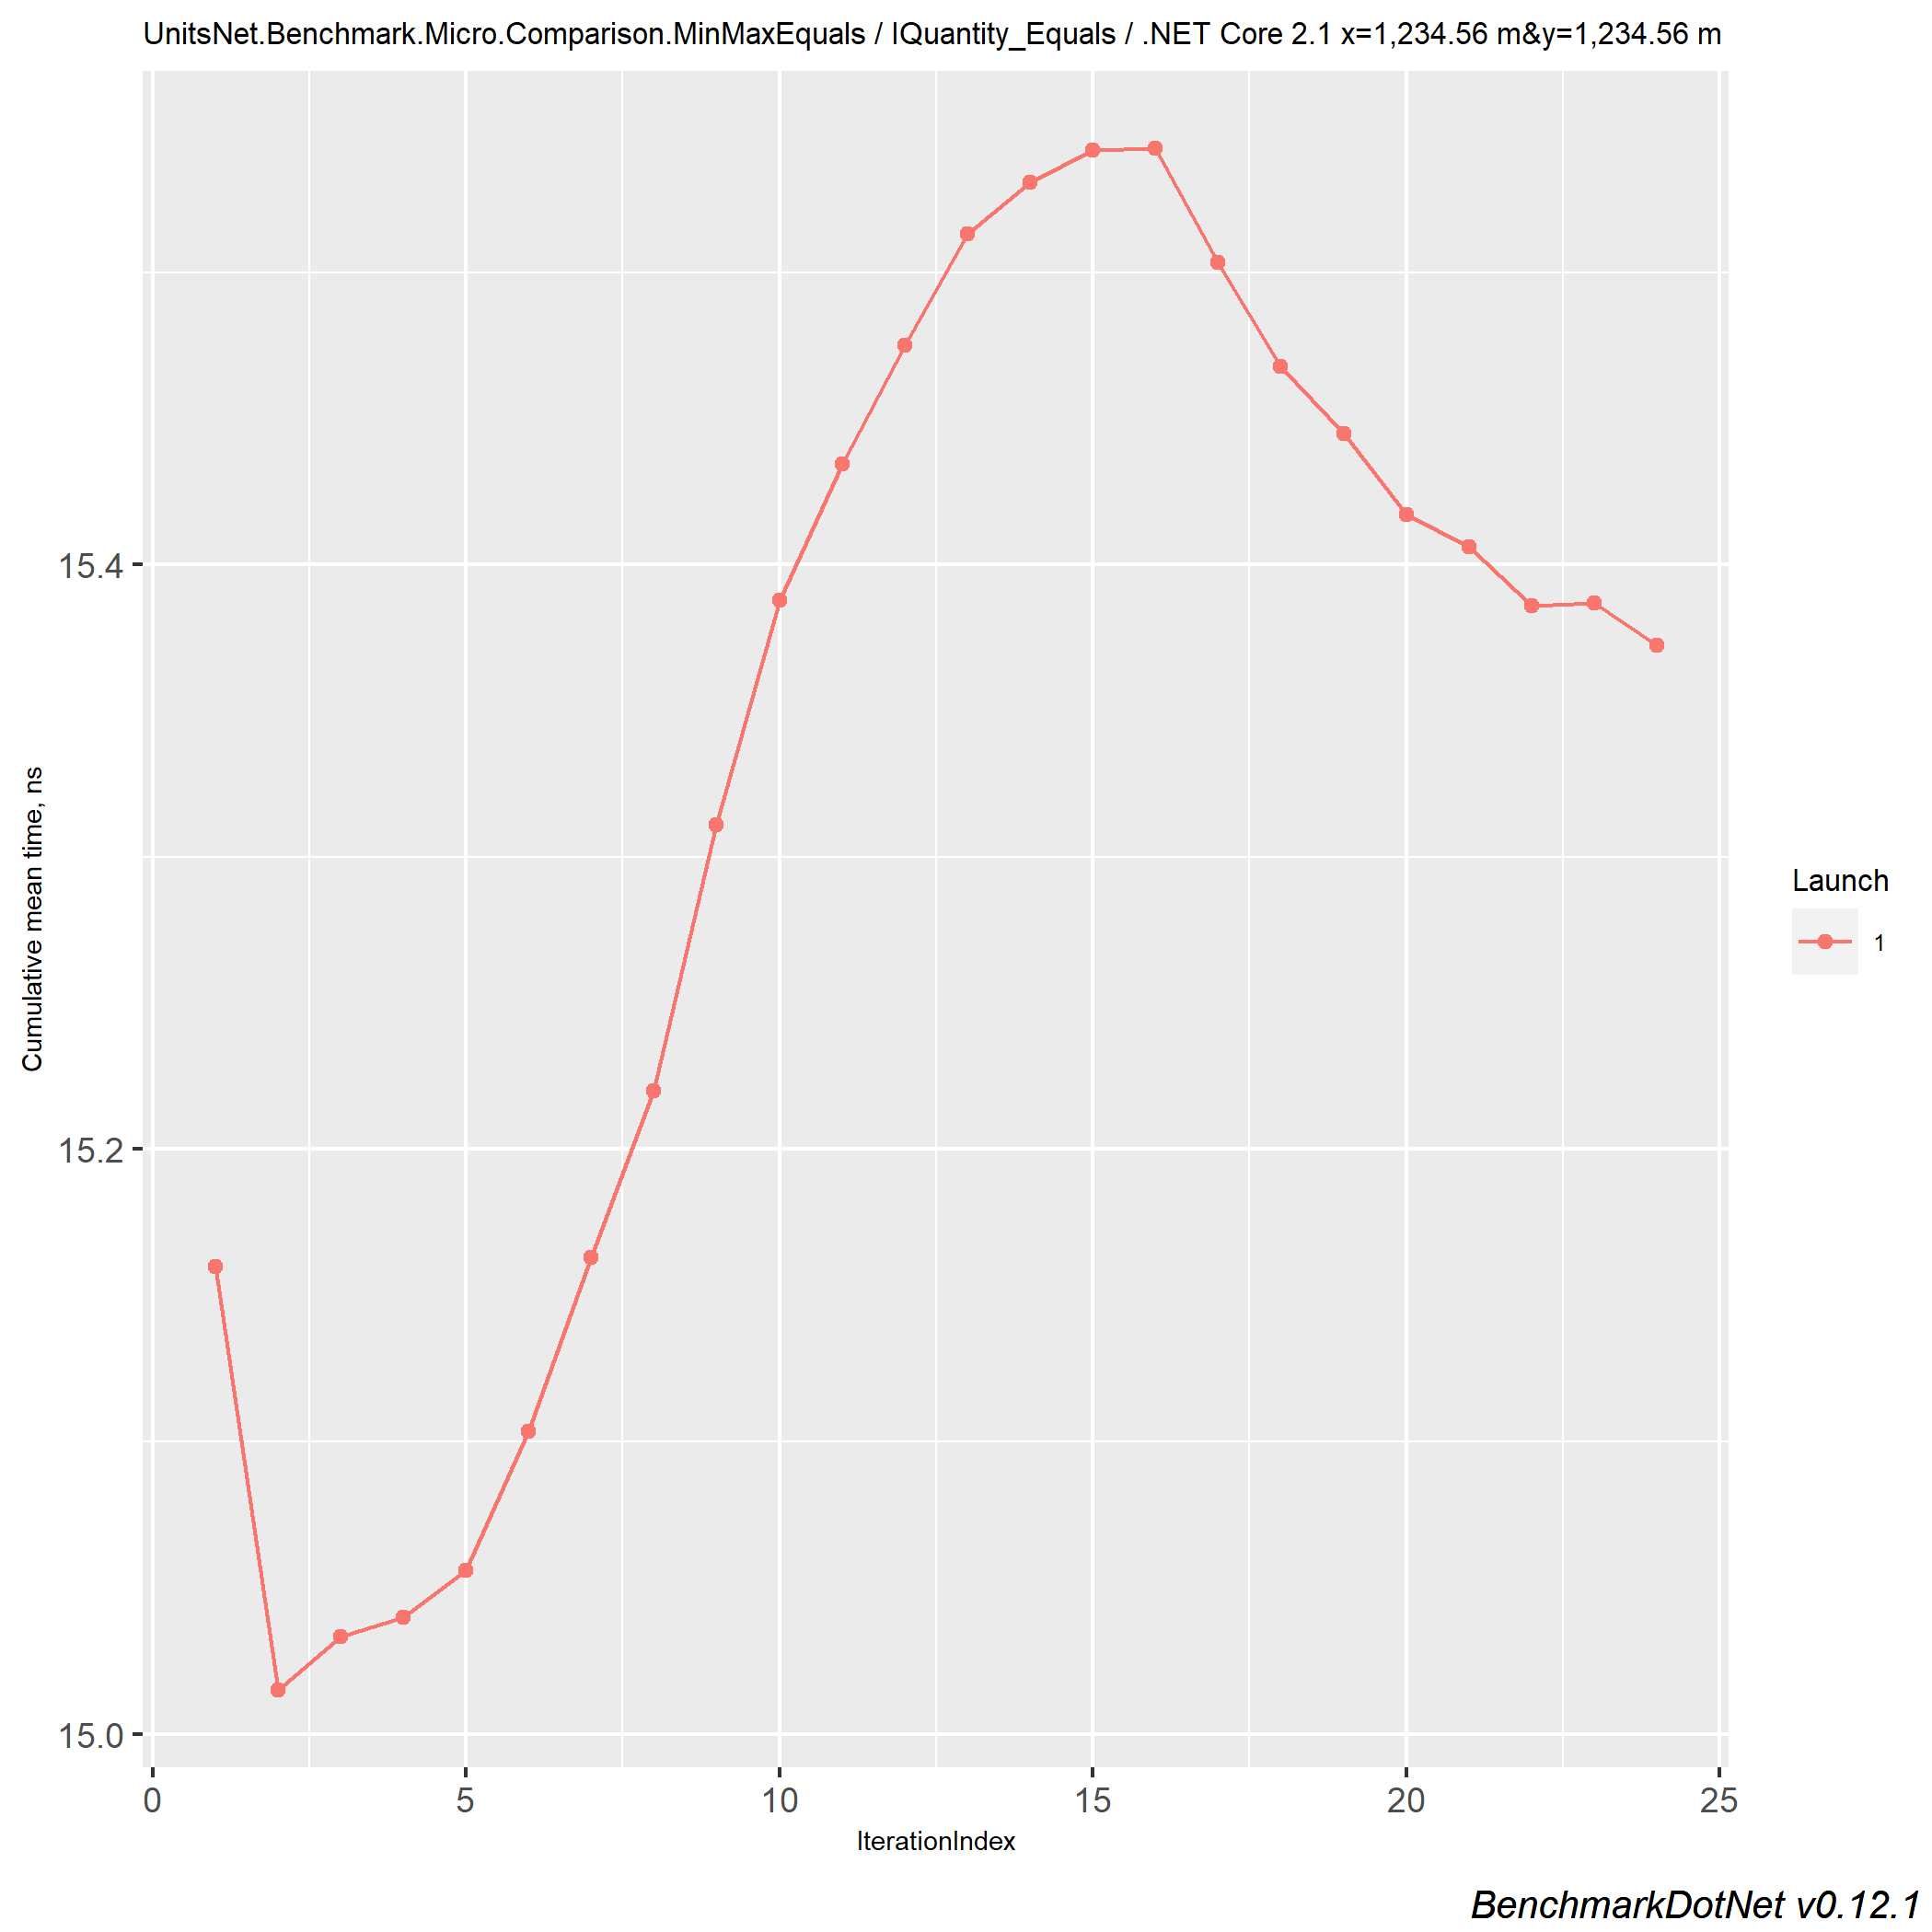 UnitsNet.Benchmark.Micro.Comparison.MinMaxEquals / IQuantity_Equals / .NET Core 2.1 x=1,234.56 m&y=1,234.56 m
15.4
15.2
15.0
Cumulative mean time, ns
0 5 10 15 20 25
IterationIndex
Launch
1
BenchmarkDotNet v0.12.1